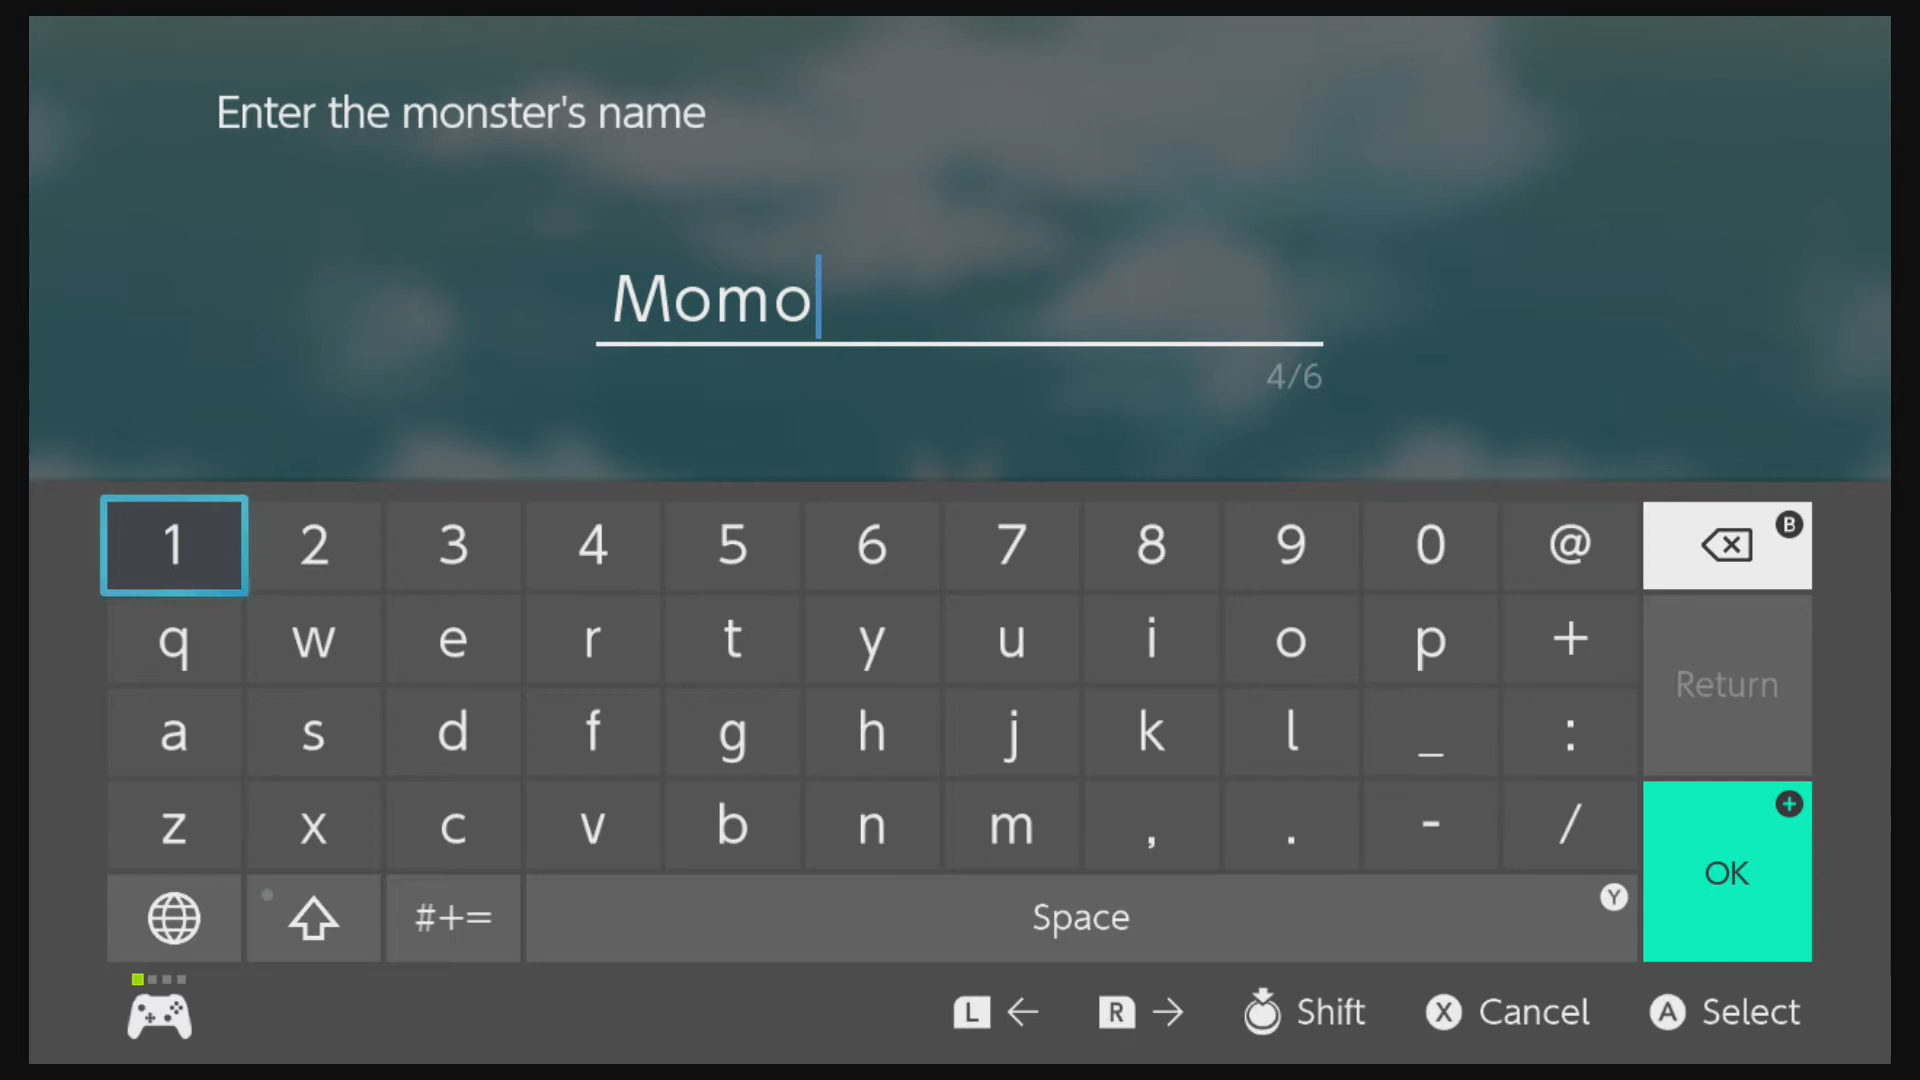 Enter the monster's name
Momo
4/6
1 2 3 4 5 6 7 8 9 0 @ B
q w e r t y u i o p +
Return
a s d f g h j k l _ :
z x c v b n m , . - /
OK
#+= Space Y
L ← R → Shift X Cancel A Select